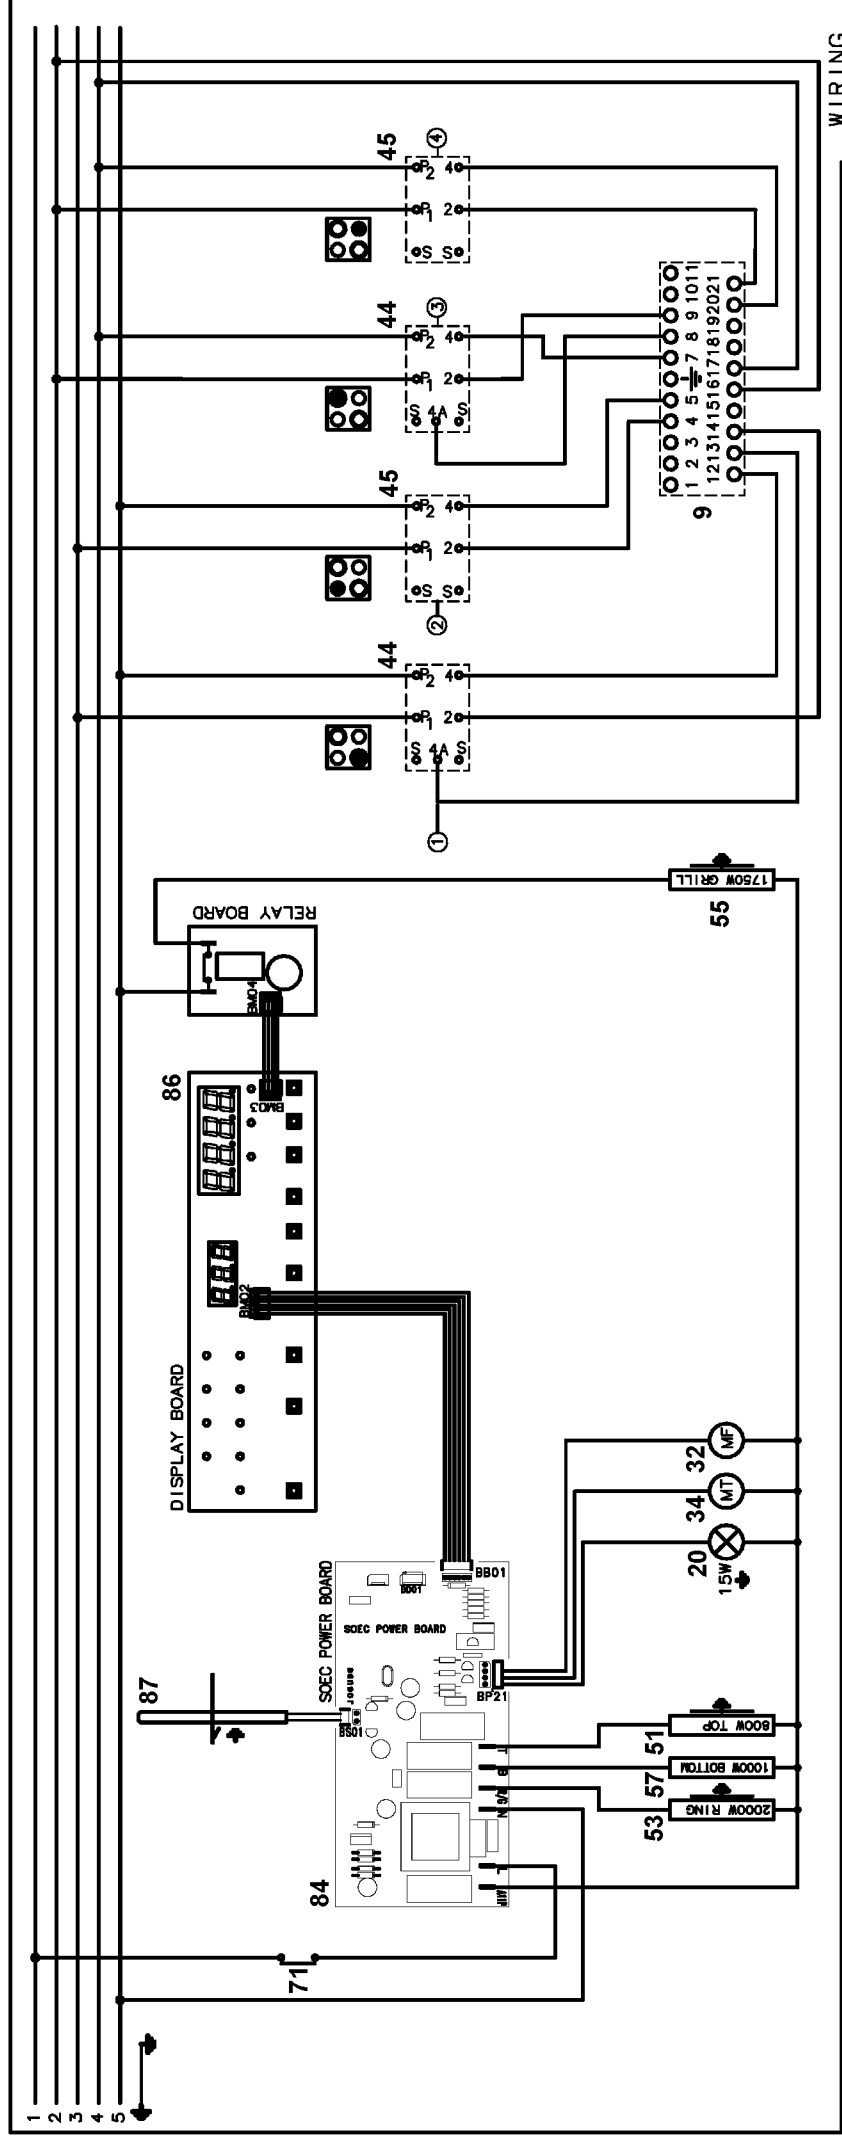 WIRING
1
2
3
4
5
71
84
SOEC POWER BOARD
SOEC POWER BOARD
BD01
BB01
BP21
BS01
sensor
T
B
R/G
N
L
MIP
87
DISPLAY BOARD
BM02
BM03
86
RELAY BOARD
BM04
53
2000W RING
57
1000W BOTTOM
51
800W TOP
20
15W
34
MT
32
MF
55
1750W GRILL
44
P1 P2
2 4
S 4A S
1
45
P1 P2
2 4
S S
2
44
P1 P2
2 4
S 4A S
3
45
P1 P2
2 4
S S
4
9
1 2 3 4 5 7 8 9 10 11
12 13 14 15 16 17 18 19 20 21